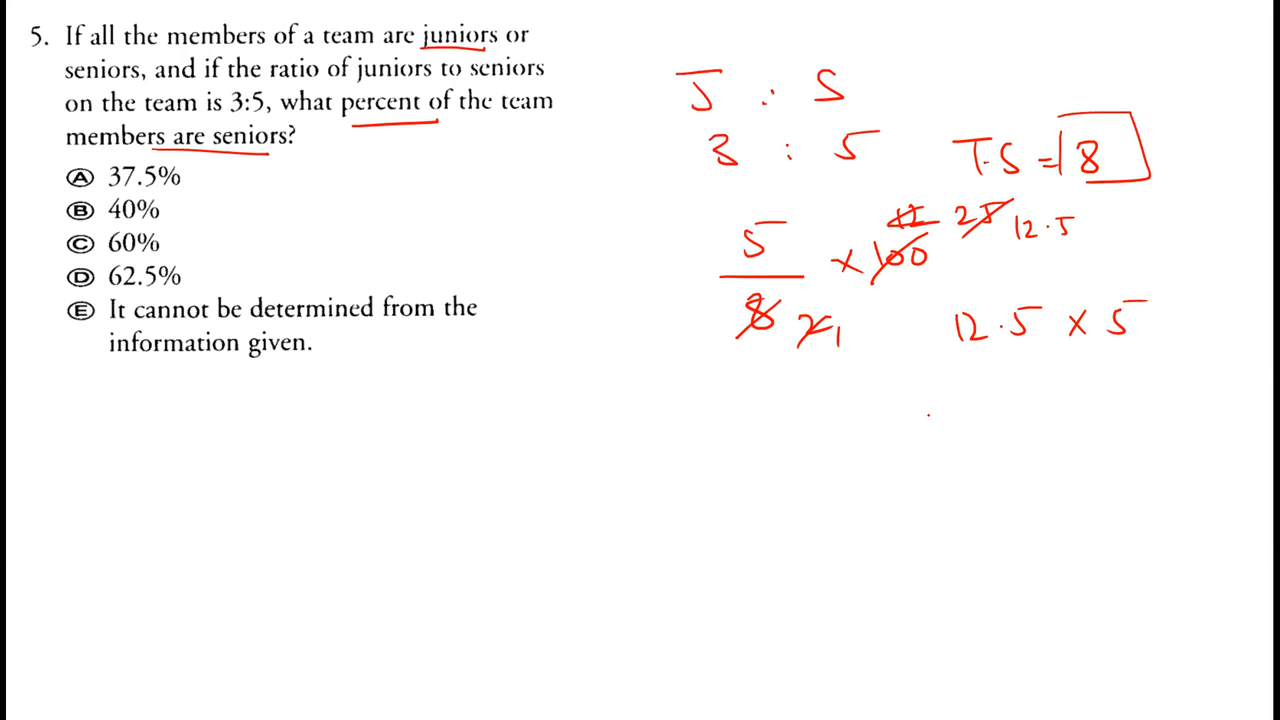 5. If all the members of a team are juniors or
seniors, and if the ratio of juniors to seniors
on the team is 3:5, what percent of the team
members are seniors?
Ⓐ 37.5%
Ⓑ 40%
Ⓒ 60%
Ⓓ 62.5%
Ⓔ It cannot be determined from the
information given.
J : S
3 : 5
T.S = 8
5
8 2 1
× 100
25 12.5
12.5 × 5